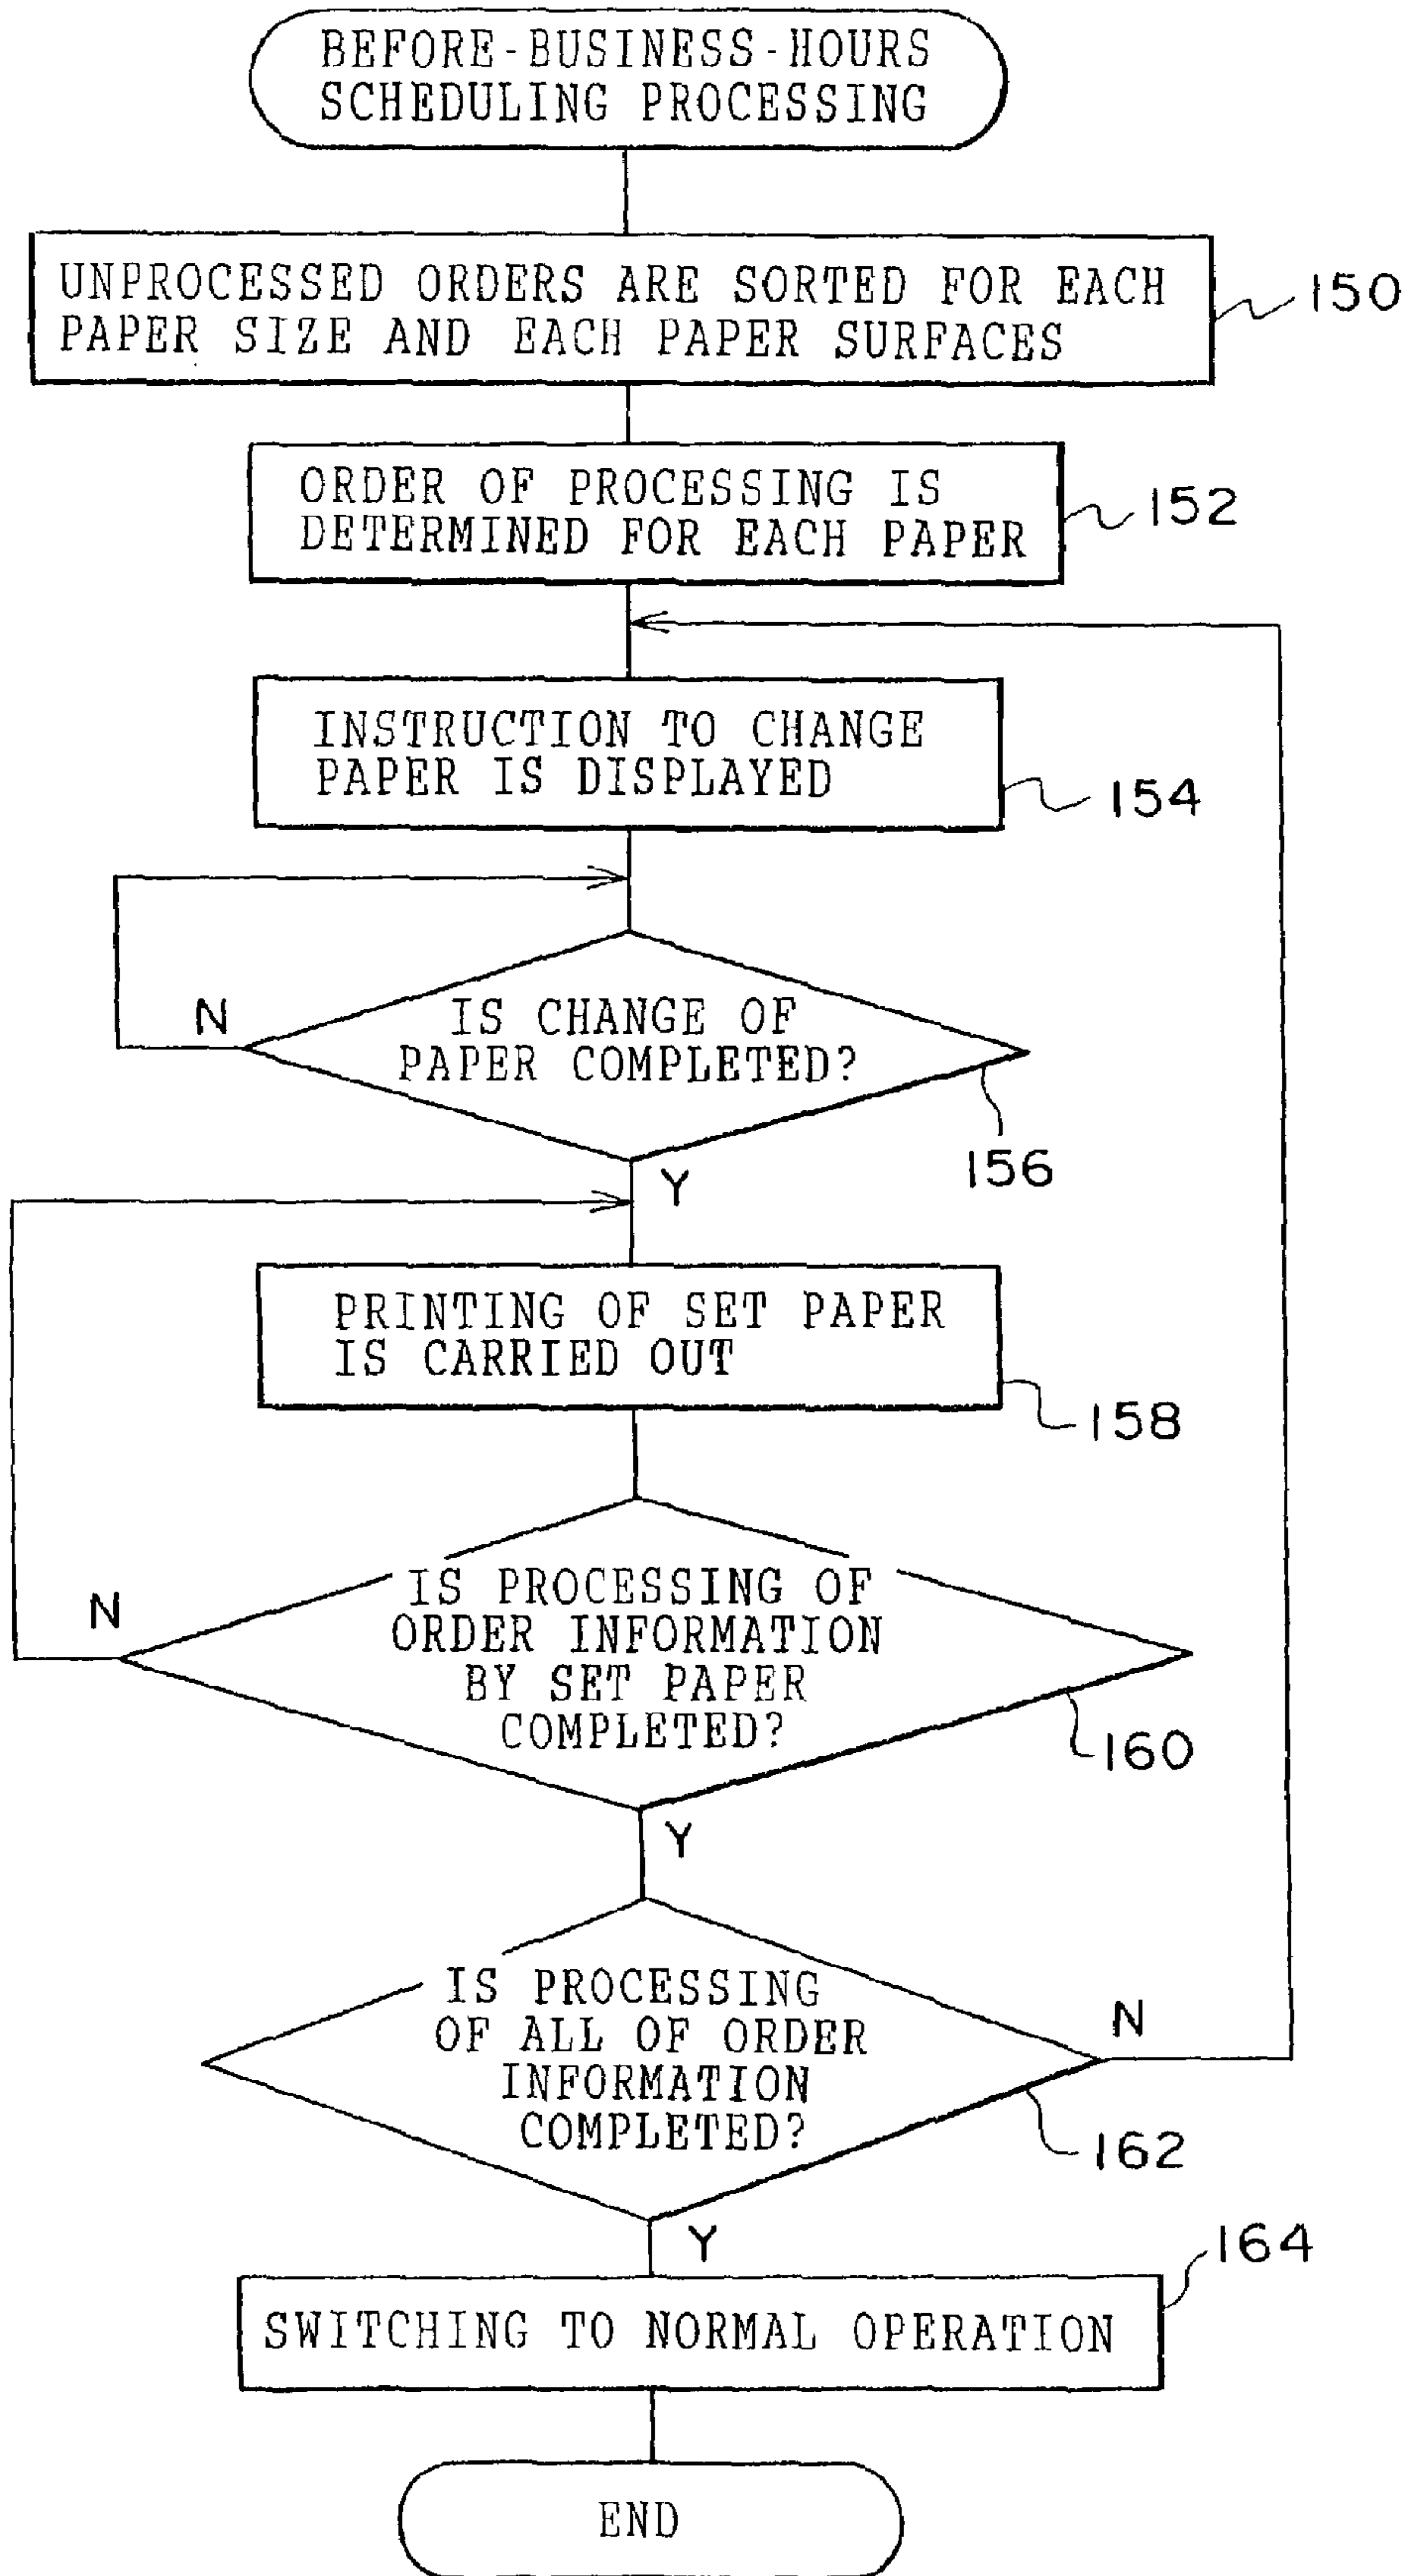 BEFORE-BUSINESS-HOURS
SCHEDULING PROCESSING
UNPROCESSED ORDERS ARE SORTED FOR EACH
PAPER SIZE AND EACH PAPER SURFACES
150
ORDER OF PROCESSING IS
DETERMINED FOR EACH PAPER
152
INSTRUCTION TO CHANGE
PAPER IS DISPLAYED
154
N
IS CHANGE OF
PAPER COMPLETED?
156
Y
PRINTING OF SET PAPER
IS CARRIED OUT
158
N
IS PROCESSING OF
ORDER INFORMATION
BY SET PAPER
COMPLETED?
160
Y
IS PROCESSING
OF ALL OF ORDER
INFORMATION
COMPLETED?
N
162
Y
164
SWITCHING TO NORMAL OPERATION
END